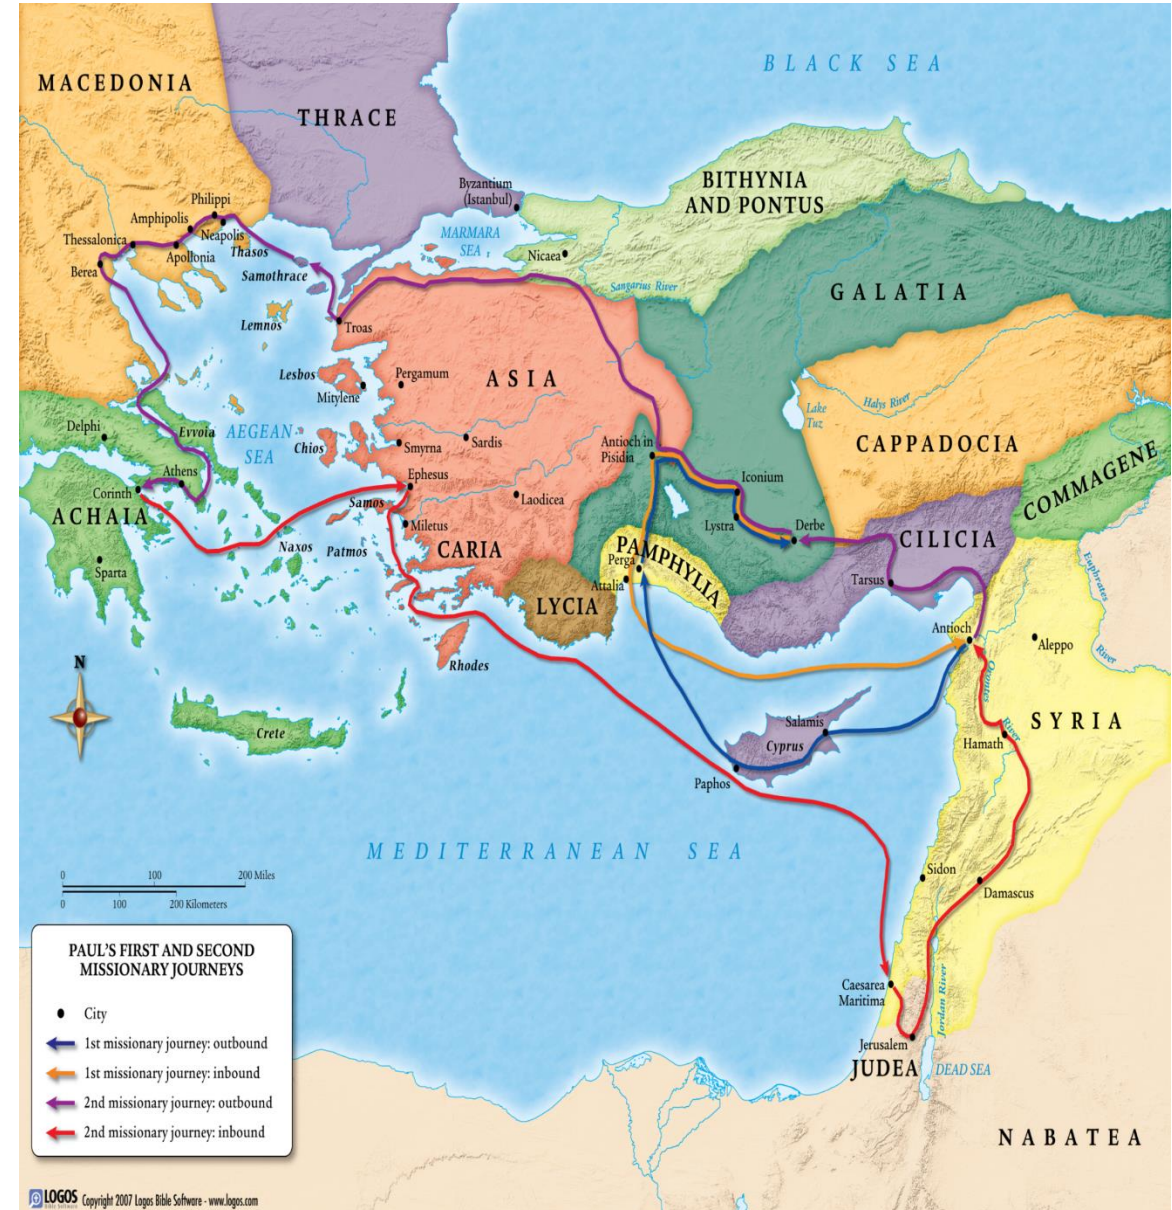 BLACK SEA
MACEDONIA
THRACE
BITHYNIA
AND PONTUS
Byzantium
(Istanbul)
Philippi
Amphipolis
Neapolis
Thessalonica
Apollonia
Thasos
Berea
Samothrace
MARMARA
SEA
Nicaea
Sangarius River
GALATIA
Lemnos
Troas
Lesbos
Mitylene
Pergamum
ASIA
Lake
Tuz
Halys River
Delphi
Evvoia
AEGEAN
SEA
Chios
Smyrna
Sardis
Antioch in
Pisidia
CAPPADOCIA
COMMAGENE
Athens
Corinth
Ephesus
Iconium
ACHAIA
Samos
Laodicea
Lystra
Derbe
Miletus
CILICIA
Naxos
Patmos
CARIA
PAMPHYLIA
Perga
Attalia
Sparta
LYCIA
Tarsus
Euphrates
River
Antioch
Aleppo
Rhodes
N
Orontes
River
SYRIA
Salamis
Cyprus
Crete
Hamath
Paphos
MEDITERRANEAN SEA
0 100 200 Miles
0 100 200 Kilometers
Sidon
Damascus
PAUL'S FIRST AND SECOND
MISSIONARY JOURNEYS
City
1st missionary journey: outbound
1st missionary journey: inbound
2nd missionary journey: outbound
2nd missionary journey: inbound
Caesarea
Maritima
Jordan River
Jerusalem
JUDEA
DEAD SEA
NABATEA
LOGOS
Bible Software
Copyright 2007 Logos Bible Software - www.logos.com